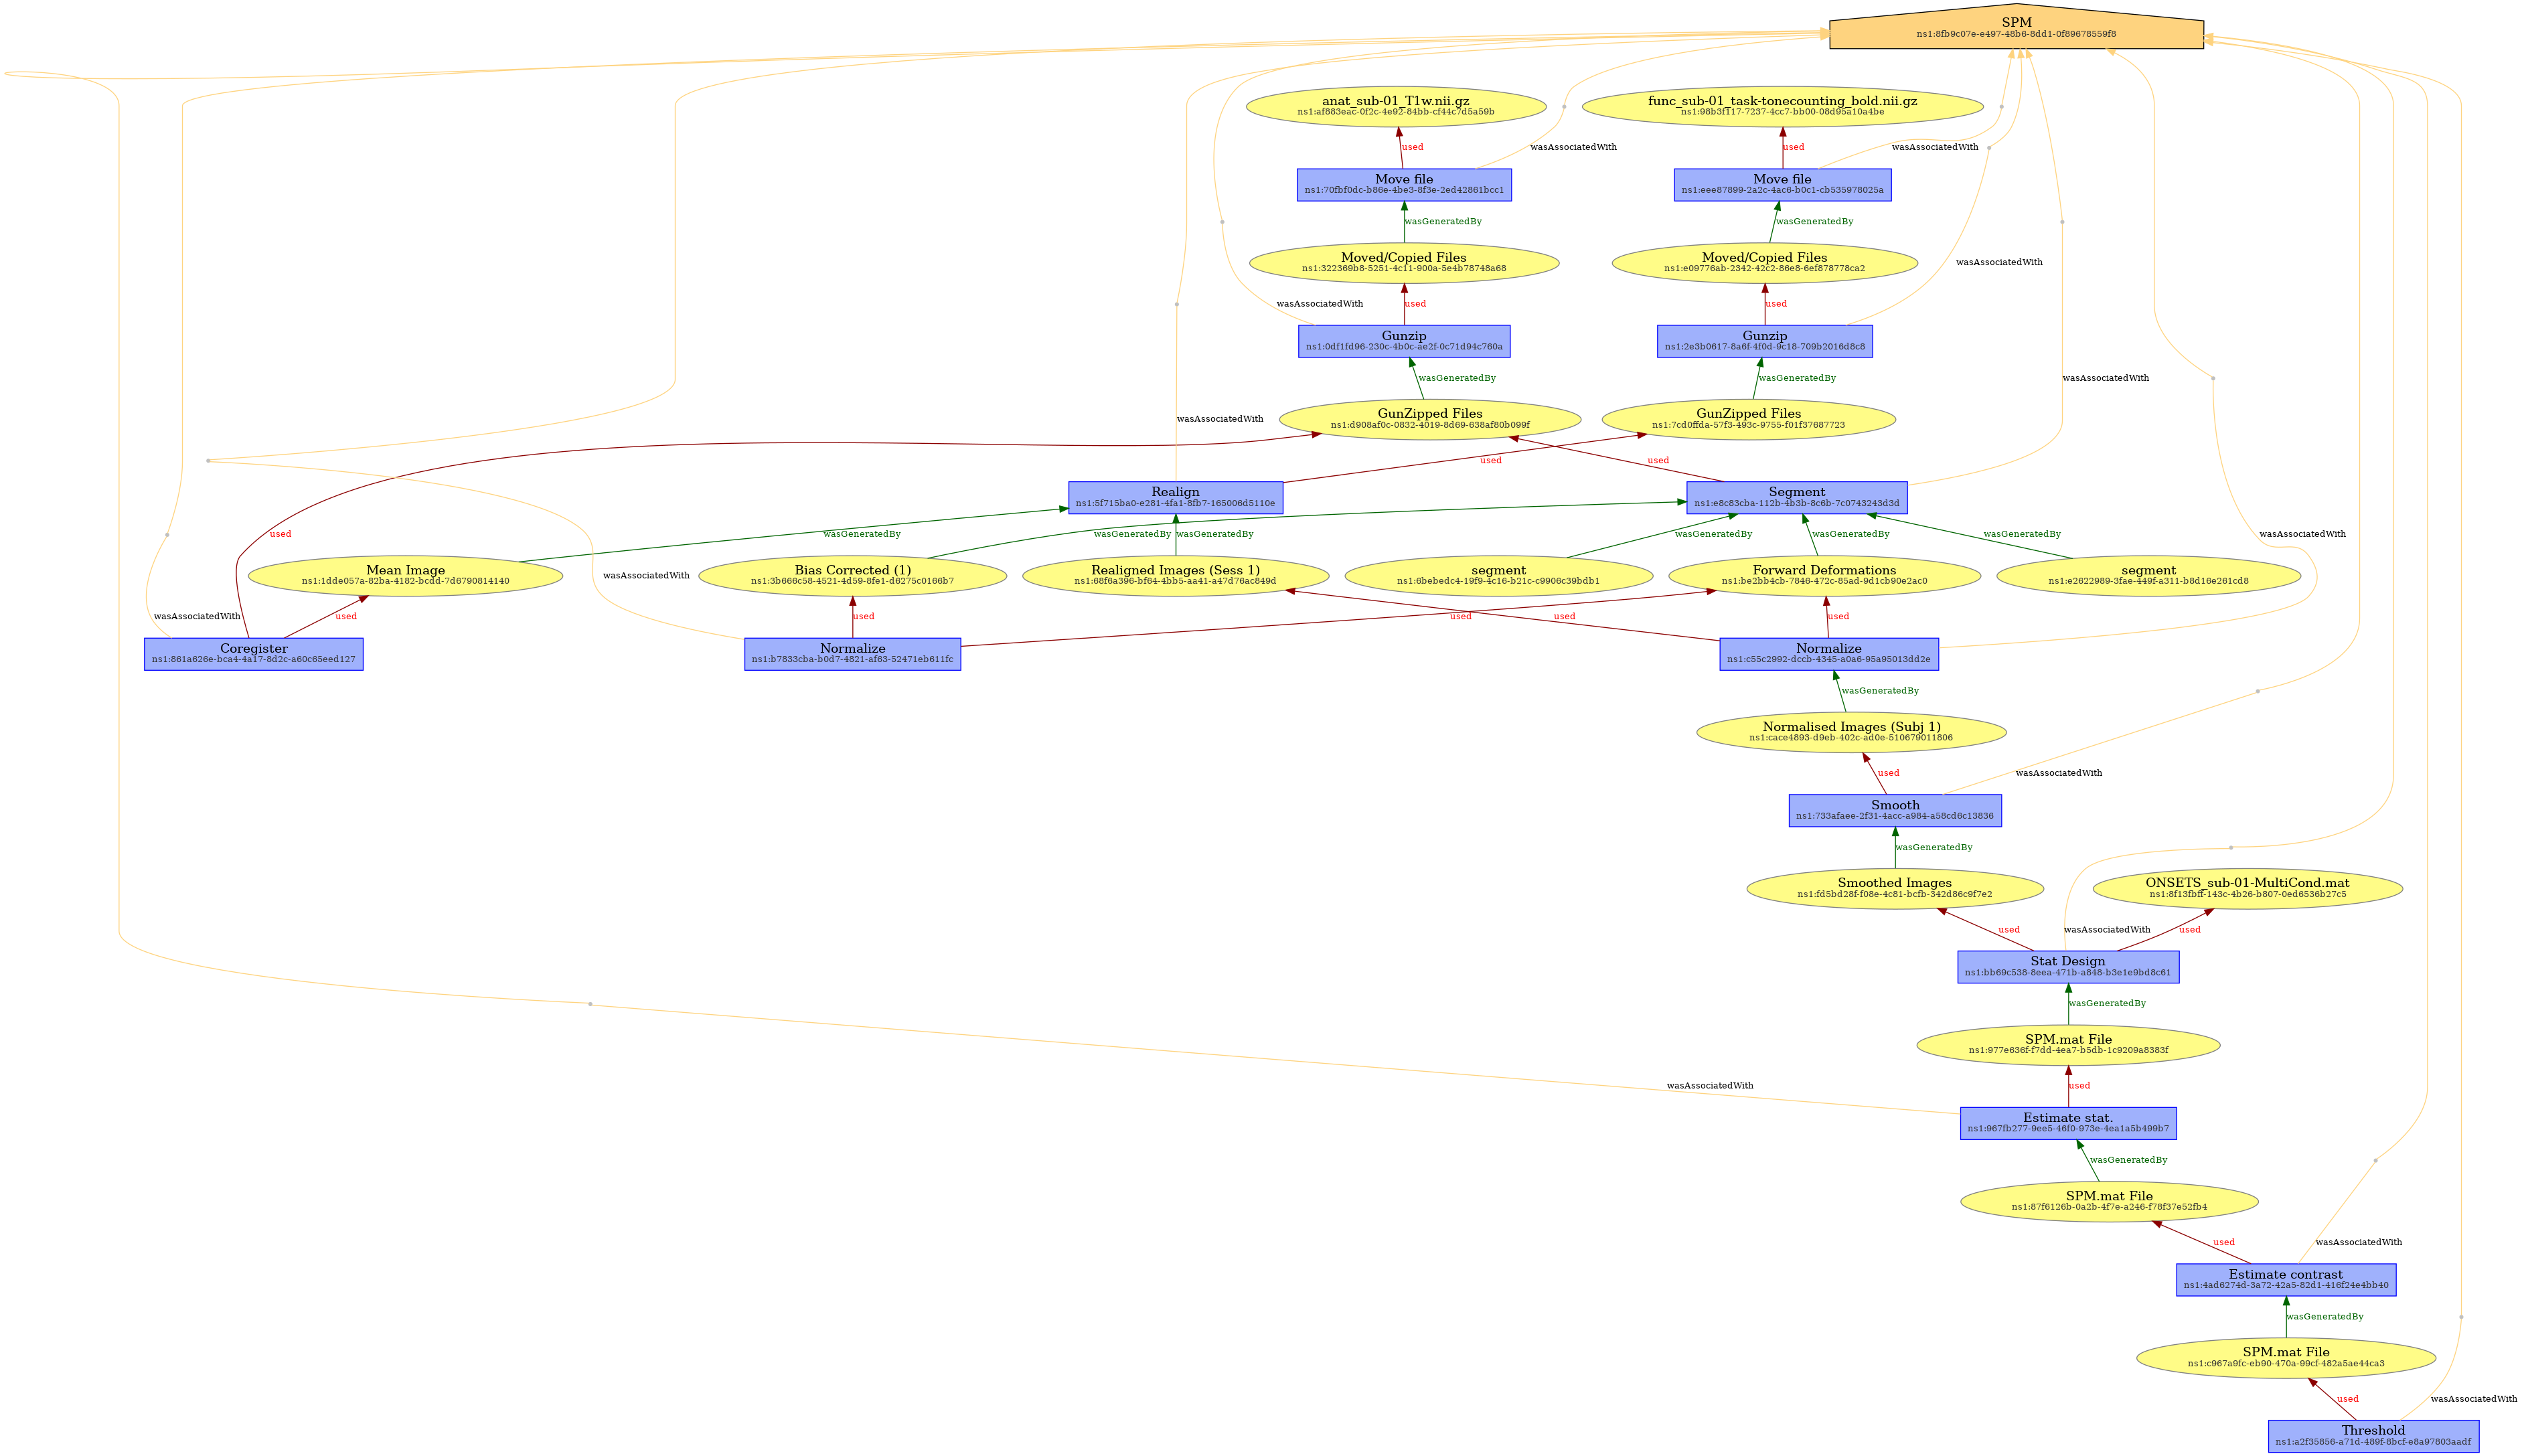 SPM
ns1:8fb9c07e-e497-48b6-8dd1-0f89678559f8
anat_sub-01_T1w.nii.gz
ns1:af883eac-0f2c-4e92-84bb-cf44c7d5a59b
func_sub-01_task-tonecounting_bold.nii.gz
ns1:98b3f117-7237-4cc7-bb00-08d95a10a4be
used
wasAssociatedWith
used
wasAssociatedWith
Move file
ns1:70fbf0dc-b86e-4be3-8f3e-2ed42861bcc1
Move file
ns1:eee87899-2a2c-4ac6-b0c1-cb535978025a
wasGeneratedBy
wasGeneratedBy
Moved/Copied Files
ns1:322369b8-5251-4c11-900a-5e4b78748a68
Moved/Copied Files
ns1:e09776ab-2342-42c2-86e8-6ef878778ca2
wasAssociatedWith
wasAssociatedWith
used
used
Gunzip
ns1:0df1fd96-230c-4b0c-ae2f-0c71d94c760a
Gunzip
ns1:2e3b0617-8a6f-4f0d-9c18-709b2016d8c8
wasGeneratedBy
wasGeneratedBy
wasAssociatedWith
GunZipped Files
ns1:d908af0c-0832-4019-8d69-638af80b099f
GunZipped Files
ns1:7cd0ffda-57f3-493c-9755-f01f37687723
wasAssociatedWith
used
used
Realign
ns1:5f715ba0-e281-4fa1-8fb7-165006d5110e
Segment
ns1:e8c83cba-112b-4b3b-8c6b-7c0743243d3d
used
wasGeneratedBy
wasGeneratedBy
wasGeneratedBy
wasGeneratedBy
wasGeneratedBy
wasGeneratedBy
wasAssociatedWith
Mean Image
ns1:1dde057a-82ba-4182-bcdd-7d6790814140
wasAssociatedWith
Bias Corrected (1)
ns1:3b666c58-4521-4d59-8fe1-d6275c0166b7
Realigned Images (Sess 1)
ns1:68f6a396-bf64-4bb5-aa41-a47d76ac849d
segment
ns1:6bebedc4-19f9-4c16-b21c-c9906c39bdb1
Forward Deformations
ns1:be2bb4cb-7846-472c-85ad-9d1cb90e2ac0
segment
ns1:e2622989-3fae-449f-a311-b8d16e261cd8
wasAssociatedWith
used
used
used
used
used
Coregister
ns1:861a626e-bca4-4a17-8d2c-a60c65eed127
Normalize
ns1:b7833cba-b0d7-4821-af63-52471eb611fc
Normalize
ns1:c55c2992-dccb-4345-a0a6-95a95013dd2e
wasGeneratedBy
Normalised Images (Subj 1)
ns1:cace4893-d9eb-402c-ad0e-510679011806
used
wasAssociatedWith
Smooth
ns1:733afaee-2f31-4acc-a984-a58cd6c13836
wasGeneratedBy
Smoothed Images
ns1:fd5bd28f-f08e-4c81-bcfb-342d86c9f7e2
ONSETS_sub-01-MultiCond.mat
ns1:8f13fbff-143c-4b26-b807-0ed6536b27c5
used
wasAssociatedWith
used
Stat Design
ns1:bb69c538-8eea-471b-a848-b3e1e9bd8c61
wasGeneratedBy
SPM.mat File
ns1:977e636f-f7dd-4ea7-b5db-1c9209a8383f
wasAssociatedWith
used
Estimate stat.
ns1:967fb277-9ee5-46f0-973e-4ea1a5b499b7
wasGeneratedBy
SPM.mat File
ns1:87f6126b-0a2b-4f7e-a246-f78f37e52fb4
used
wasAssociatedWith
Estimate contrast
ns1:4ad6274d-3a72-42a5-82d1-416f24e4bb40
wasGeneratedBy
SPM.mat File
ns1:c967a9fc-eb90-470a-99cf-482a5ae44ca3
used
wasAssociatedWith
Threshold
ns1:a2f35856-a71d-489f-8bcf-e8a97803aadf